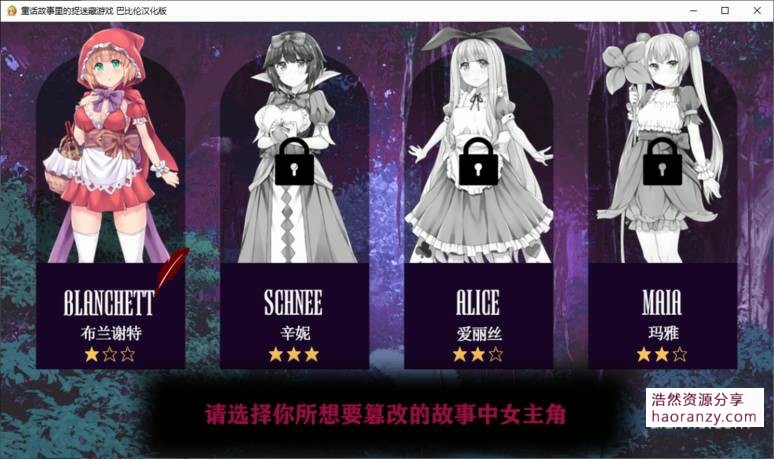 童话故事里的捉迷藏游戏 巴比伦汉化版
BLANCHETT
布兰谢特
★☆☆
SCHNEE
辛妮
★★★
ALICE
爱丽丝
★★☆
MAIA
玛雅
★★☆
请选择你所想要篡改的故事中女主角
浩然资源分享
haoranzy.com